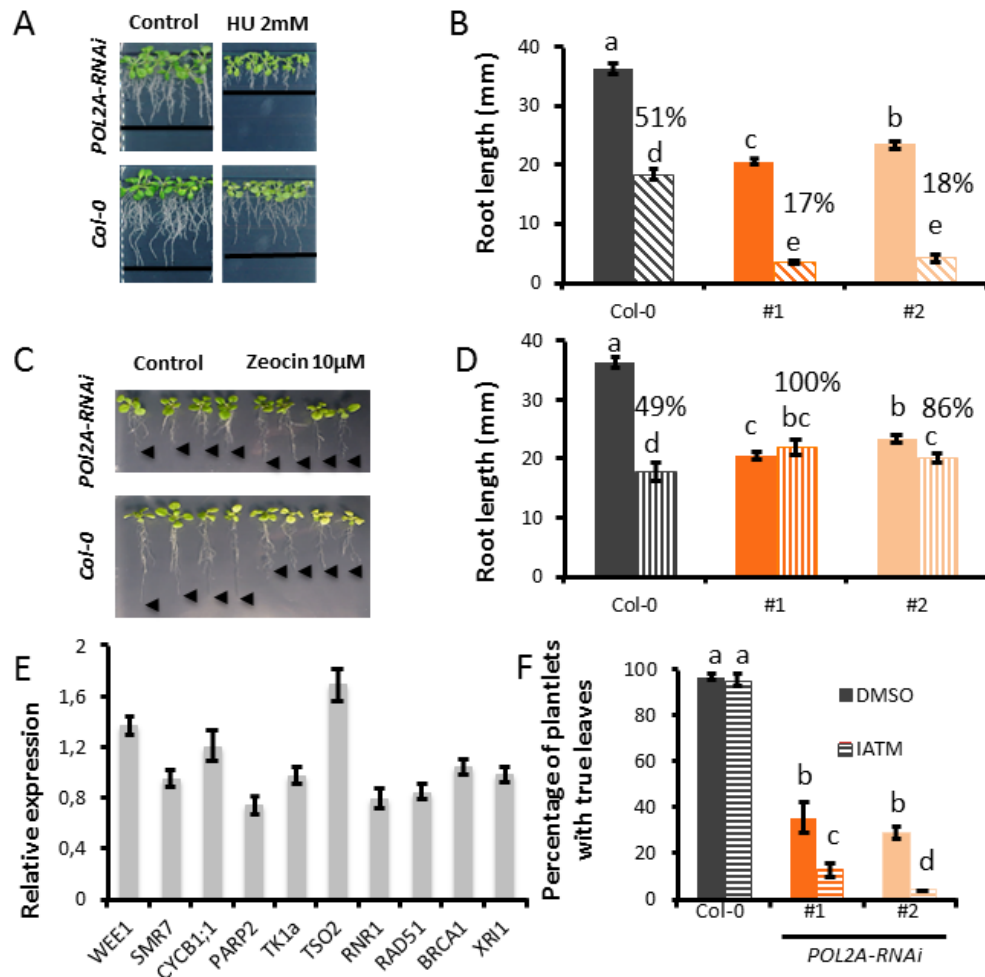 A
Control
HU 2mM
POL2A-RNAi
Col-0
B
Root length (mm)
40
30
20
10
0
a
51%
d
c
17%
e
b
18%
e
Col-0
#1
#2
C
Control
Zeocin 10µM
POL2A-RNAi
Col-0
D
Root length (mm)
40
30
20
10
0
a
49%
d
c
100%
bc
b
86%
c
Col-0
#1
#2
E
Relative expression
2
1,6
1,2
0,8
0,4
0
WEE1
SMR7
CYCB1;1
PARP2
TK1a
TSO2
RNR1
RAD51
BRCA1
XRI1
F
Percentage of plantlets
with true leaves
100
80
60
40
20
0
a
a
DMSO
IATM
b
c
b
d
Col-0
#1
#2
POL2A-RNAi